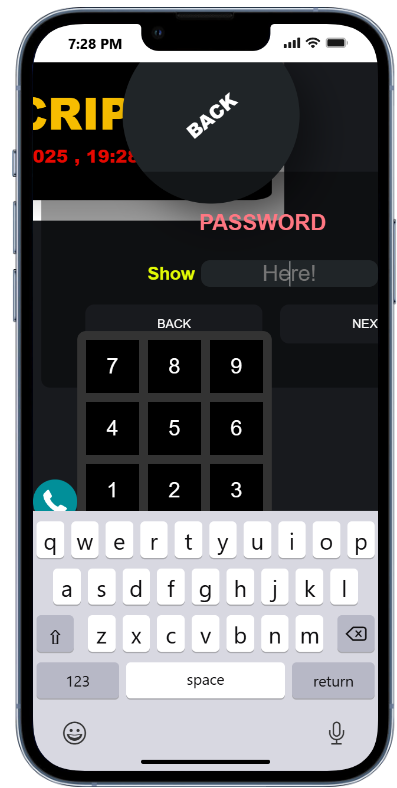 7:28 PM
BACK
CRIP
025 , 19:28
PASSWORD
Show Here!
BACK NEX
7 8 9
4 5 6
1 2 3
q w e r t y u i o p
a s d f g h j k l
z x c v b n m
123 space return